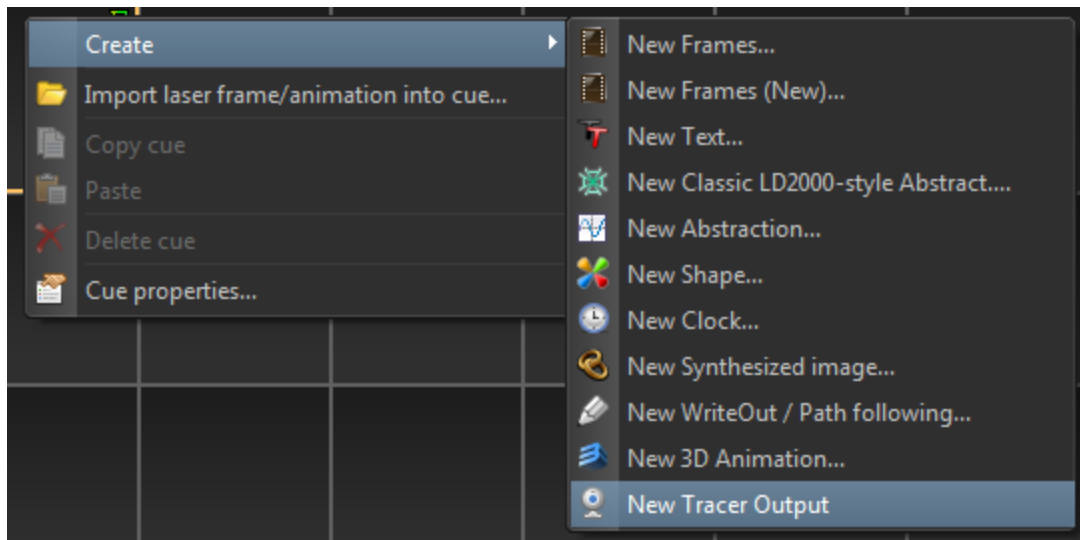 Create
Import laser frame/animation into cue...
Copy cue
Paste
Delete cue
Cue properties...
New Frames...
New Frames (New)...
New Text...
New Classic LD2000-style Abstract....
New Abstraction...
New Shape...
New Clock...
New Synthesized image...
New WriteOut / Path following...
New 3D Animation...
New Tracer Output